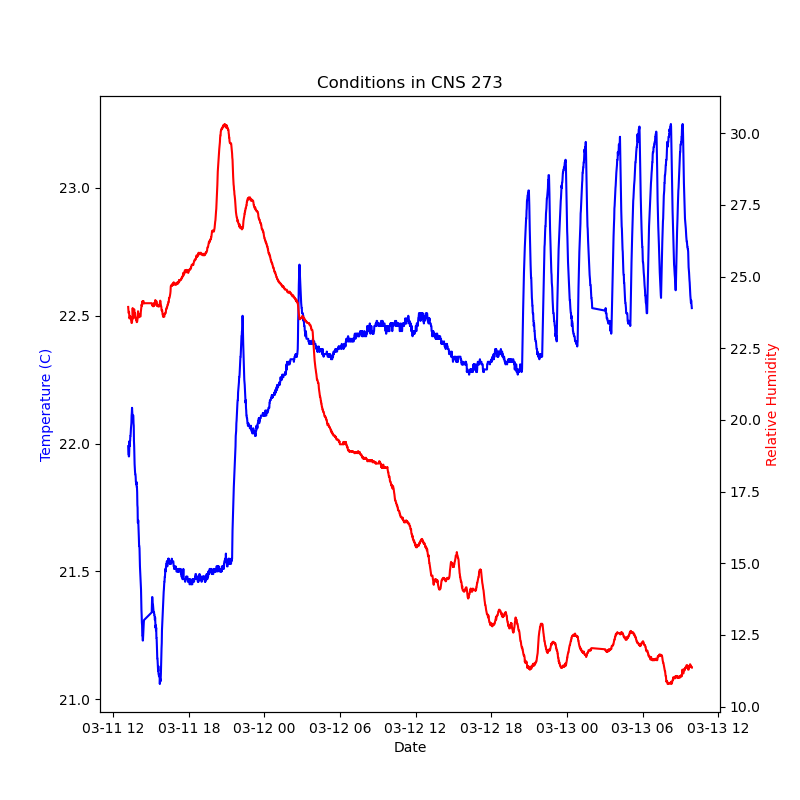 Conditions in CNS 273
23.0
22.5
22.0
21.5
21.0
Temperature (C)
30.0
27.5
25.0
22.5
20.0
17.5
15.0
12.5
10.0
Relative Humidity
03-11 12 03-11 18 03-12 00 03-12 06 03-12 12 03-12 18 03-13 00 03-13 06 03-13 12
Date